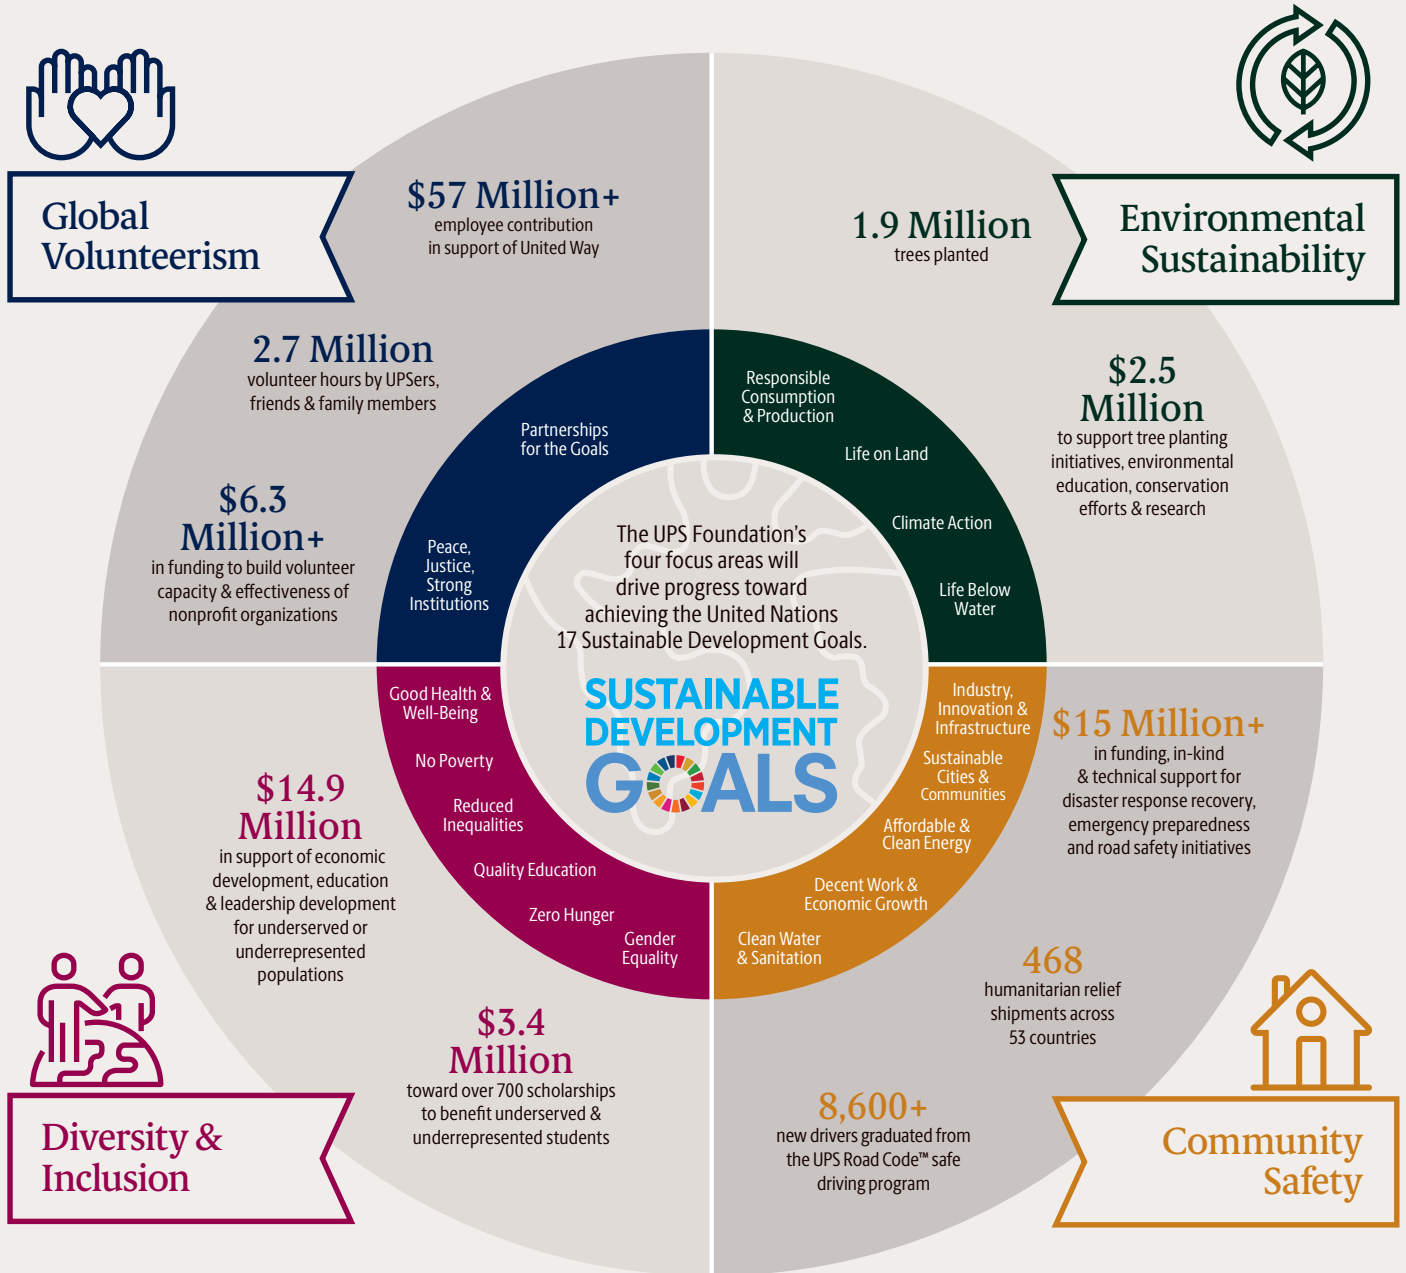 Global
Volunteerism
$57 Million+
employee contribution
in support of United Way
2.7 Million
volunteer hours by UPSers,
friends & family members
$6.3
Million+
in funding to build volunteer
capacity & effectiveness of
nonprofit organizations
Partnerships
for the Goals
Peace,
Justice,
Strong
Institutions
Environmental
Sustainability
1.9 Million
trees planted
$2.5
Million
to support tree planting
initiatives, environmental
education, conservation
efforts & research
Responsible
Consumption
& Production
Life on Land
Climate Action
Life Below
Water
The UPS Foundation's
four focus areas will
drive progress toward
achieving the United Nations
17 Sustainable Development Goals.
SUSTAINABLE
DEVELOPMENT
GOALS
Good Health &
Well-Being
No Poverty
Reduced
Inequalities
Quality Education
Zero Hunger
Gender
Equality
$14.9
Million
in support of economic
development, education
& leadership development
for underserved or
underrepresented
populations
$3.4
Million
toward over 700 scholarships
to benefit underserved &
underrepresented students
Diversity &
Inclusion
Industry,
Innovation &
Infrastructure
Sustainable
Cities &
Communities
Affordable &
Clean Energy
Decent Work &
Economic Growth
Clean Water
& Sanitation
$15 Million+
in funding, in-kind
& technical support for
disaster response recovery,
emergency preparedness
and road safety initiatives
468
humanitarian relief
shipments across
53 countries
8,600+
new drivers graduated from
the UPS Road Code™ safe
driving program
Community
Safety